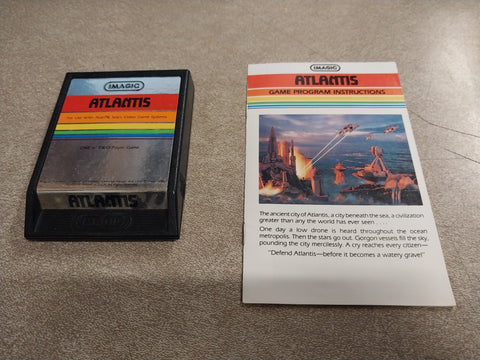 IMAGIC
ATLANTIS
For Use With Atari® Sears Video Game Systems
ONE or TWO Player Game
ATLANTIS
IMAGIC
IMAGIC
ATLANTIS
GAME PROGRAM INSTRUCTIONS
The ancient city of Atlantis, a city beneath the sea, a civilization
greater than any the world has ever seen
One day a low drone is heard throughout the ocean
metropolis. Then the stars go out. Gorgon vessels fill the sky,
pounding the city mercilessly. A cry reaches every citizen—
"Defend Atlantis—before it becomes a watery grave!"